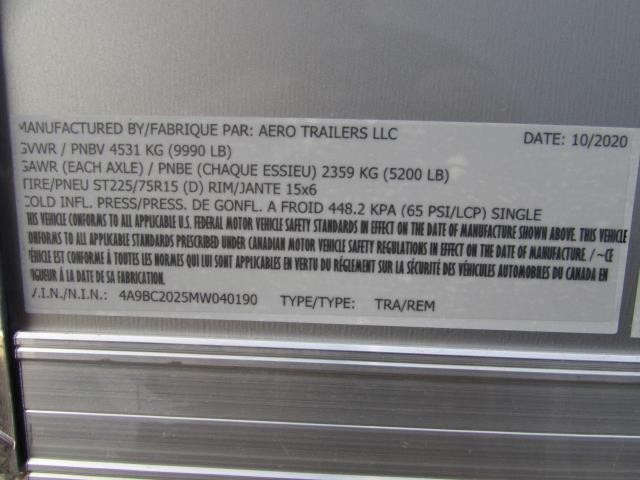 MANUFACTURED BY/FABRIQUE PAR: AERO TRAILERS LLC DATE: 10/2020
GVWR / PNBV 4531 KG (9990 LB)
GAWR (EACH AXLE) / PNBE (CHAQUE ESSIEU) 2359 KG (5200 LB)
TIRE/PNEU ST225/75R15 (D) RIM/JANTE 15x6
COLD INFL. PRESS/PRESS. DE GONFL. A FROID 448.2 KPA (65 PSI/LCP) SINGLE
THIS VEHICLE CONFORMS TO ALL APPLICABLE U.S. FEDERAL MOTOR VEHICLE SAFETY STANDARDS IN EFFECT ON THE DATE OF MANUFACTURE SHOWN ABOVE. THIS VEHICLE
CONFORMS TO ALL APPLICABLE STANDARDS PRESCRIBED UNDER CANADIAN MOTOR VEHICLE SAFETY REGULATIONS IN EFFECT ON THE DATE OF MANUFACTURE. / ~CE
VÉHICULE EST CONFORME À TOUTES LES NORMES QUI LUI SONT APPLICABLES EN VERTU DU RÉGLEMENT SUR LA SÉCURITÉ DES VÉHICULES AUTOMOBILES DU CANADA EN
VIGUEUR À LA DATE DE SA FABRICATION.
V.I.N./N.I.N.: 4A9BC2025MW040190 TYPE/TYPE: TRA/REM